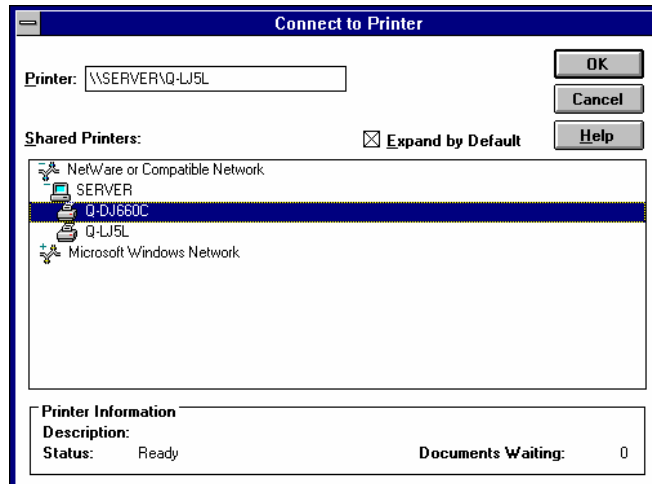 Connect to Printer
Printer: \\SERVER\Q-LJ5L
OK
Cancel
Help
Shared Printers:
Expand by Default
NetWare or Compatible Network
SERVER
Q-DJ660C
Q-LJ5L
Microsoft Windows Network
Printer Information
Description:
Status: Ready Documents Waiting: 0